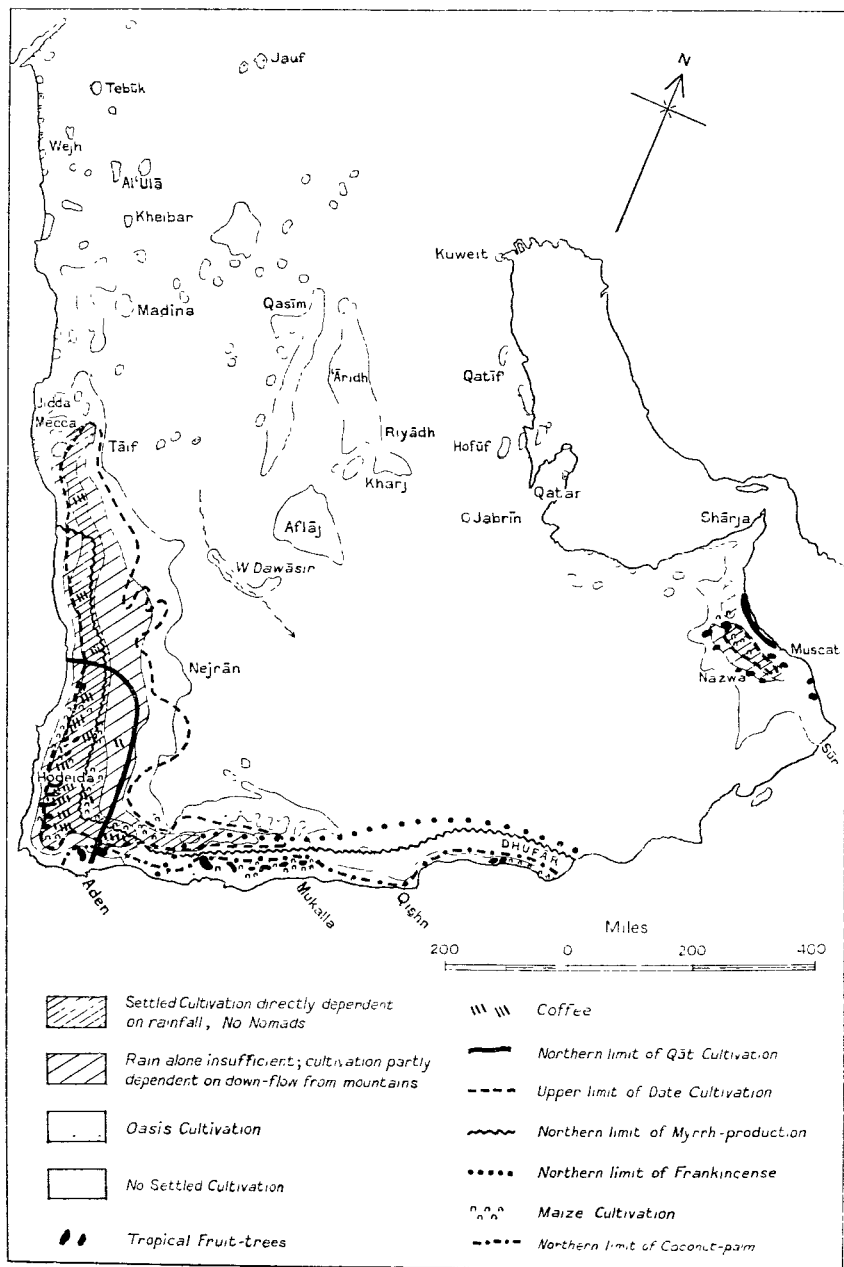 N
Jauf
Tebūk
Wejh
Al'Ulā
Kheibar
Kuweit
Madina
Qasīm
Qatīf
'Āridh
Jidda
Mecca
Tāif
Riyādh
Hofūf
Kharj
Qatar
Jabrīn
Shārja
Aflāj
W Dawāsir
Muscat
Nejrān
Nazwa
Sūr
Hodeida
DHUFAR
Aden
Mukalla
Qishn
Miles
200 0 200 400
Settled Cultivation directly dependent
on rainfall, No Nomads
Rain alone insufficient; cultivation partly
dependent on down-flow from mountains
Oasis Cultivation
No Settled Cultivation
Tropical Fruit-trees
Coffee
Northern limit of Qāt Cultivation
Upper limit of Date Cultivation
Northern limit of Myrrh-production
Northern limit of Frankincense
Maize Cultivation
Northern limit of Coconut-palm